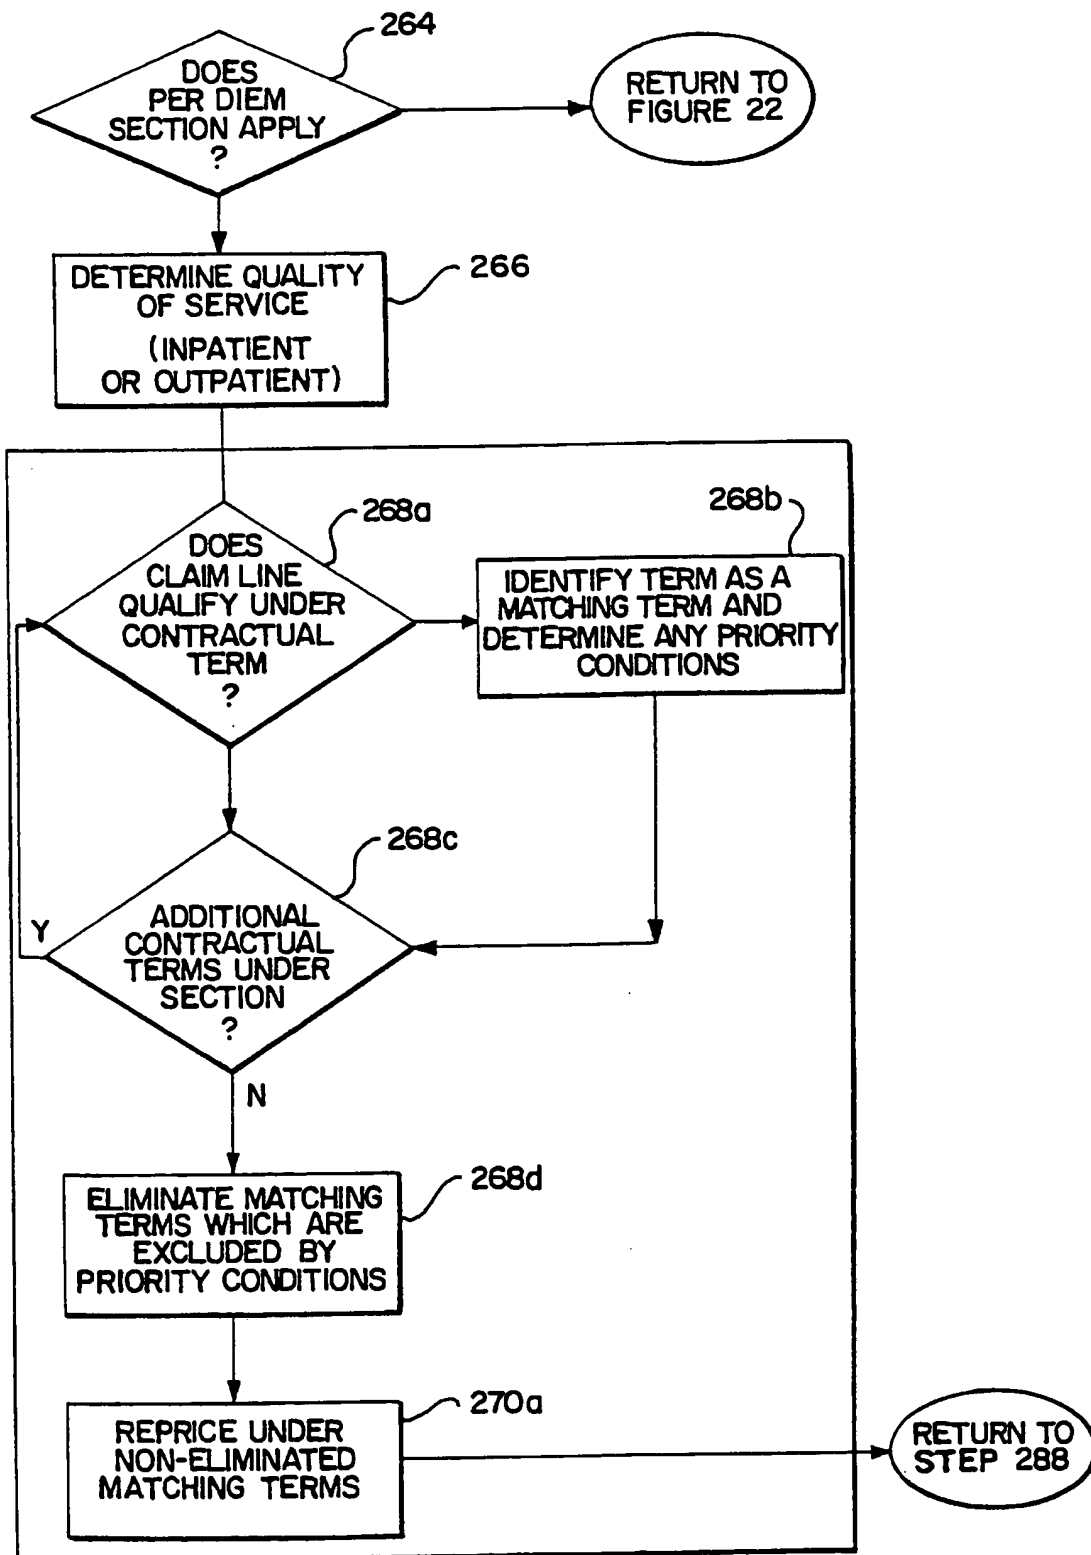 264
DOES
PER DIEM
SECTION APPLY
?
RETURN TO
FIGURE 22
266
DETERMINE QUALITY
OF SERVICE
(INPATIENT
OR OUTPATIENT)
268a
DOES
CLAIM LINE
QUALIFY UNDER
CONTRACTUAL
TERM
?
268b
IDENTIFY TERM AS A
MATCHING TERM AND
DETERMINE ANY PRIORITY
CONDITIONS
268c
Y
ADDITIONAL
CONTRACTUAL
TERMS UNDER
SECTION
?
N
268d
ELIMINATE MATCHING
TERMS WHICH ARE
EXCLUDED BY
PRIORITY CONDITIONS
270a
REPRICE UNDER
NON-ELIMINATED
MATCHING TERMS
RETURN TO
STEP 288